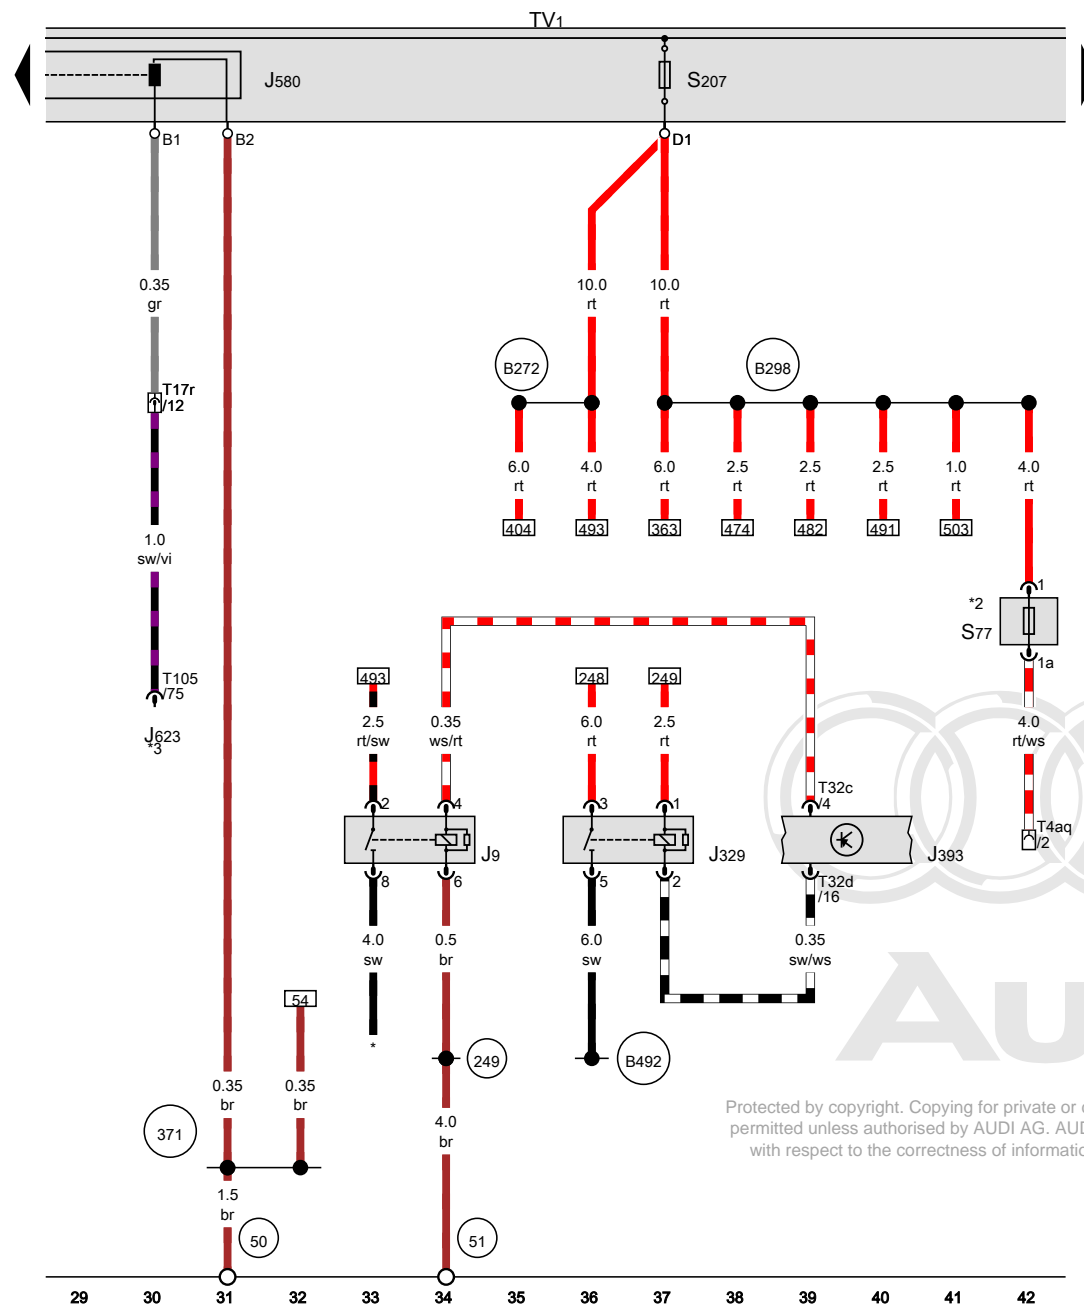 TV1
J580
S207
B1
B2
D1
0.35
gr
10.0
rt
10.0
rt
B272
B298
T17r
/12
6.0
rt
4.0
rt
6.0
rt
2.5
rt
2.5
rt
2.5
rt
1.0
rt
4.0
rt
404
493
363
474
482
491
503
1.0
sw/vi
*2
S77
1
1a
T105
/75
J623
*3
493
248
249
2.5
rt/sw
0.35
ws/rt
6.0
rt
2.5
rt
4.0
rt/ws
2
4
3
1
T32c
/4
T4aq
/2
J9
J329
J393
8
6
5
2
T32d
/16
4.0
sw
0.5
br
6.0
sw
0.35
sw/ws
Au
54
*
249
B492
0.35
br
0.35
br
371
4.0
br
Protected by copyright. Copying for private or
permitted unless authorised by AUDI AG.
with respect to the correctness of
1.5
br
50
51
29 30 31 32 33 34 35 36 37 38 39 40 41 42